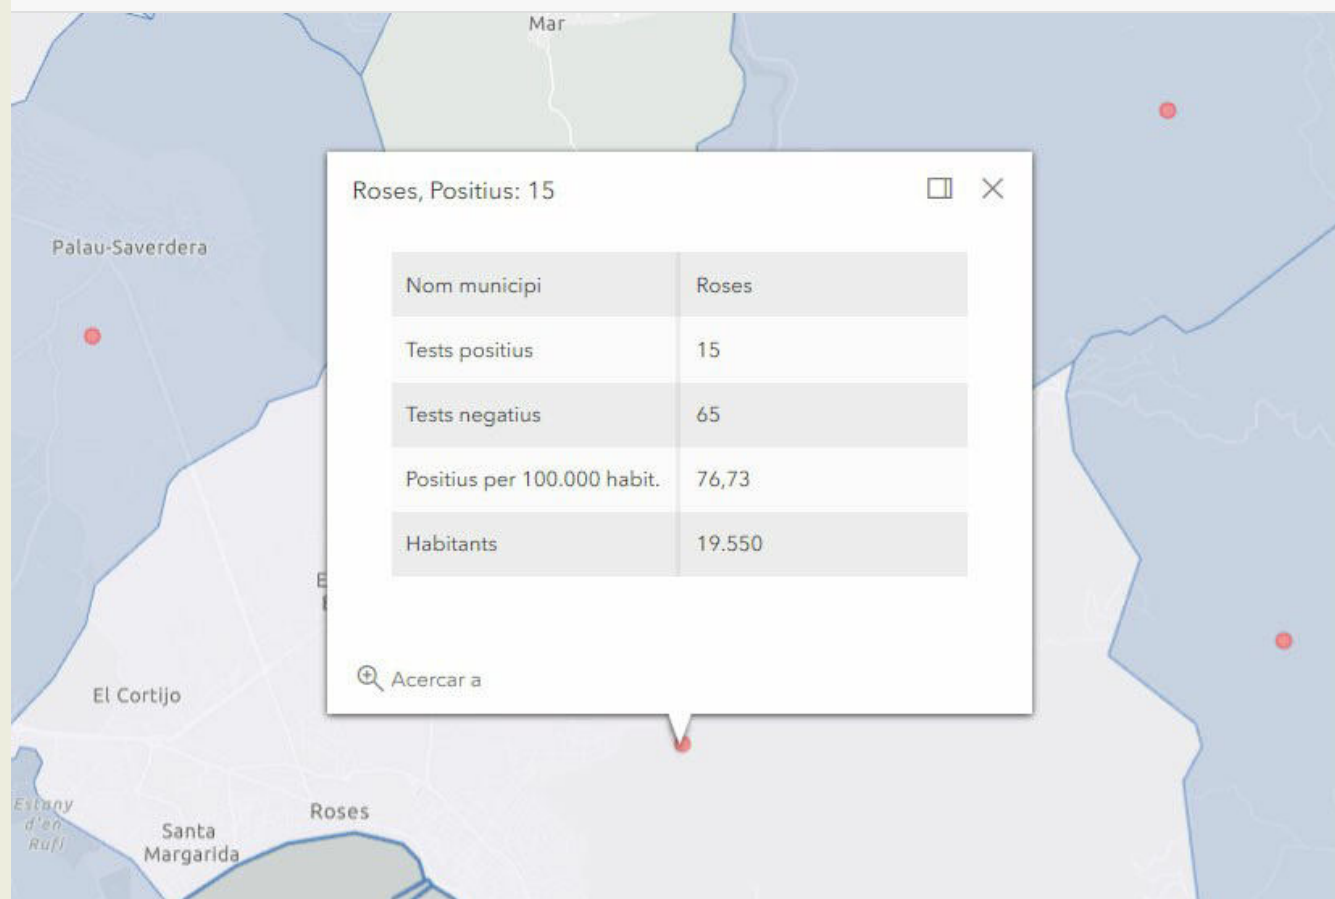 Mar
Roses, Positius: 15
Palau-Saverdera
Nom municipi Roses
Tests positius 15
Tests negatius 65
Positius per 100.000 habit. 76,73
Habitants 19.550
Acercar a
El Cortijo
Estany
d'en
Rufí
Santa
Margarida
Roses